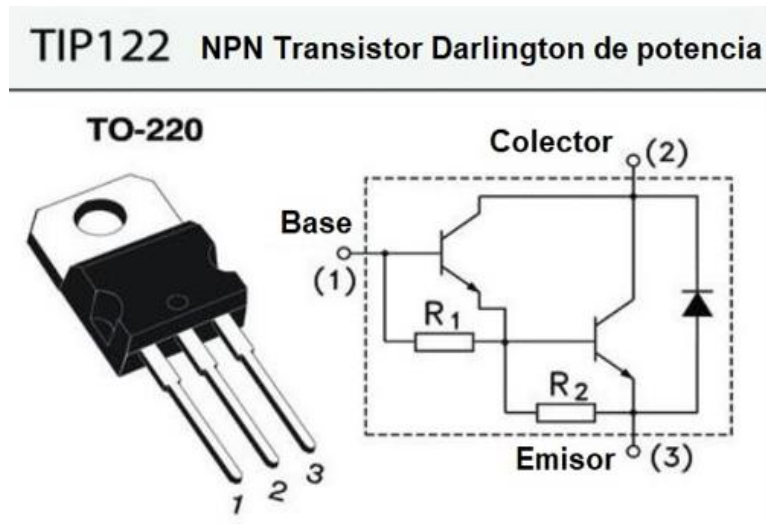 TIP122 NPN Transistor Darlington de potencia
TO-220
Colector (2)
Base
(1)
R1
R2
Emisor (3)
1 2 3